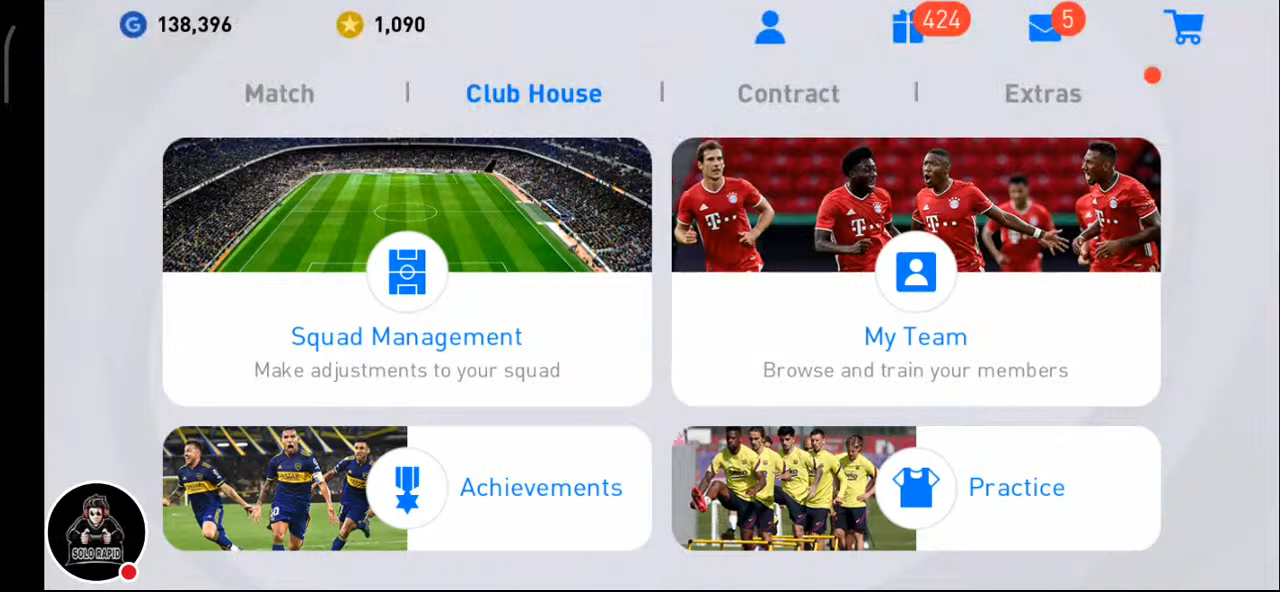 G 138,396 1,090 424 5
Match Club House Contract Extras
T··· T··· T···
Squad Management
Make adjustments to your squad
My Team
Browse and train your members
Achievements
Practice
SOLO RAPID